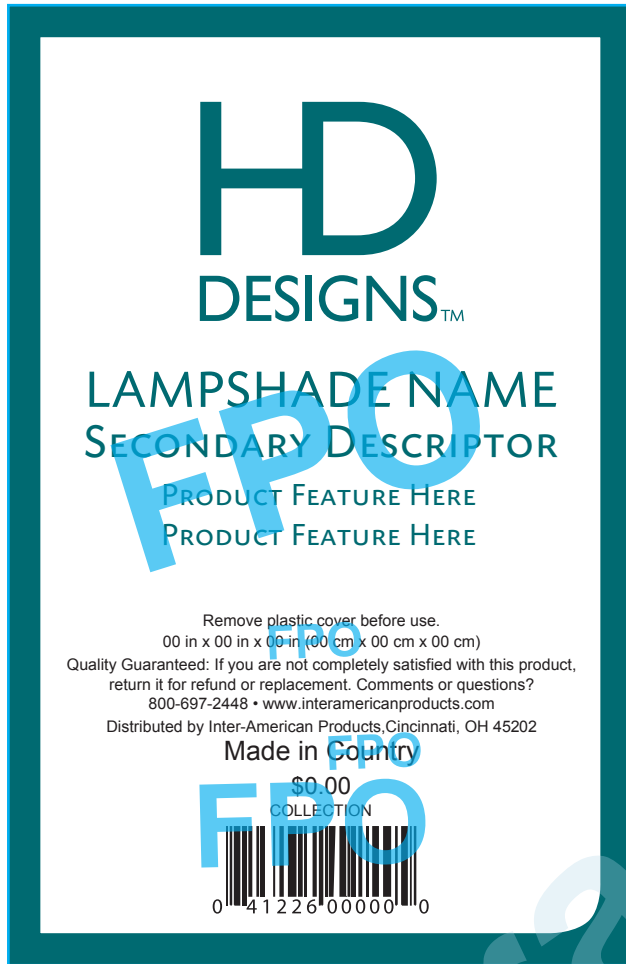 HD
DESIGNS™
LAMPSHADE NAME
SECONDARY DESCRIPTOR
PRODUCT FEATURE HERE
PRODUCT FEATURE HERE
FPO
Remove plastic cover before use.
00 in x 00 in x 00 in (00 cm x 00 cm x 00 cm)
FPO
Quality Guaranteed: If you are not completely satisfied with this product,
return it for refund or replacement. Comments or questions?
800-697-2448 • www.interamericanproducts.com
Distributed by Inter-American Products,Cincinnati, OH 45202
Made in Country
FPO
$0.00
COLLECTION
FPO
0 41226 00000 0